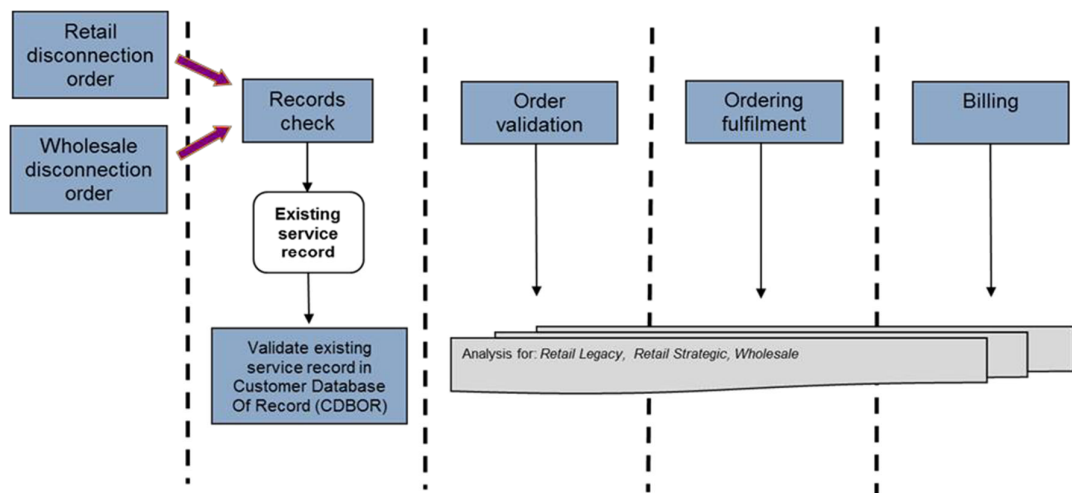 Retail
disconnection
order
Wholesale
disconnection
order
Records
check
Existing
service
record
Validate existing
service record in
Customer Database
Of Record (CDBOR)
Order
validation
Ordering
fulfilment
Billing
Analysis for: Retail Legacy, Retail Strategic, Wholesale